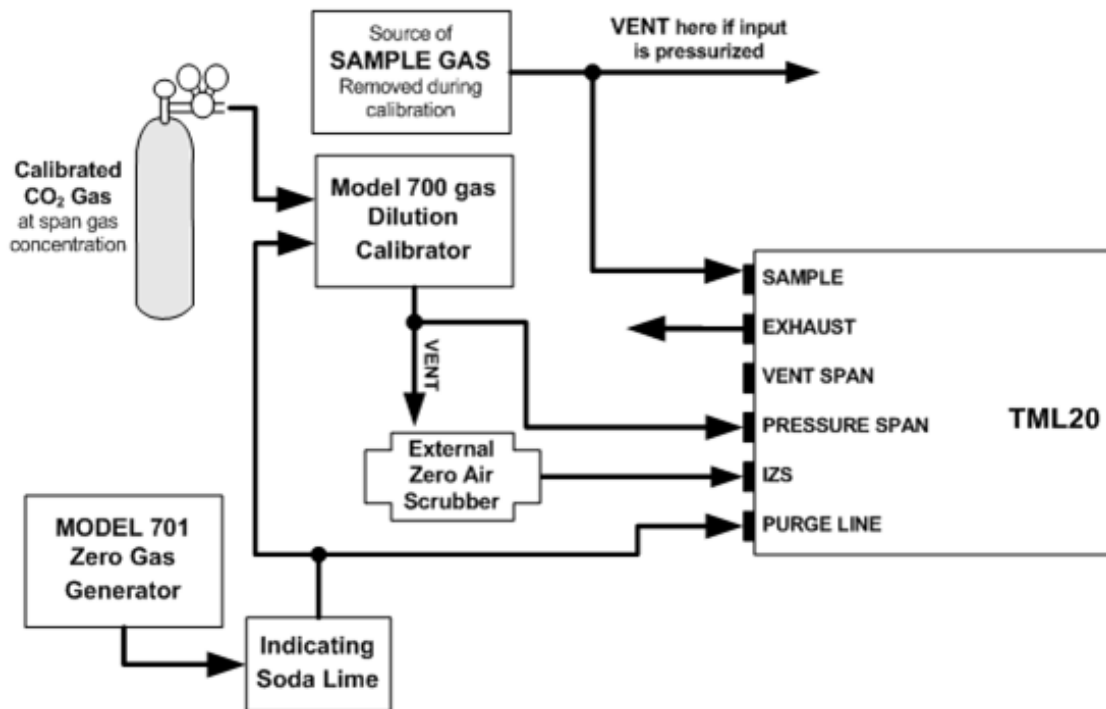 Source of
SAMPLE GAS
Removed during
calibration
VENT here if input
is pressurized
Calibrated
CO₂ Gas
at span gas
concentration
Model 700 gas
Dilution
Calibrator
VENT
External
Zero Air
Scrubber
MODEL 701
Zero Gas
Generator
Indicating
Soda Lime
SAMPLE
EXHAUST
VENT SPAN
PRESSURE SPAN
IZS
PURGE LINE
TML20